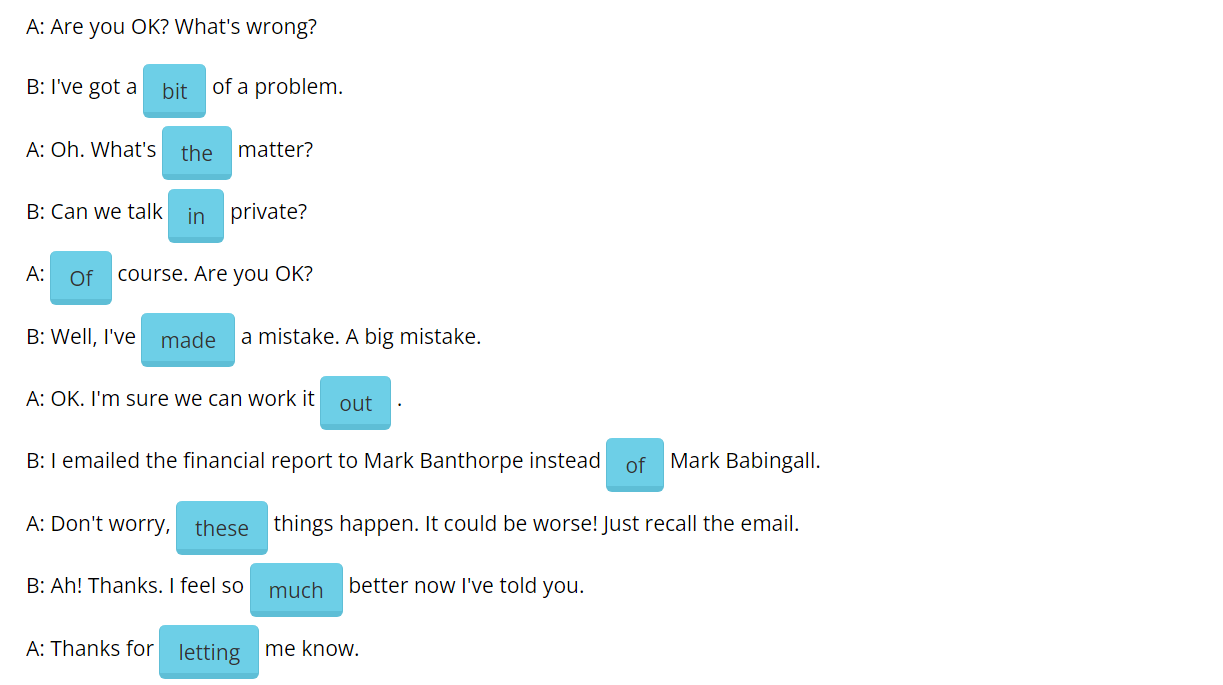 A: Are you OK? What's wrong?
B: I've got a bit of a problem.
A: Oh. What's the matter?
B: Can we talk in private?
A: Of course. Are you OK?
B: Well, I've made a mistake. A big mistake.
A: OK. I'm sure we can work it out .
B: I emailed the financial report to Mark Banthorpe instead of Mark Babingall.
A: Don't worry, these things happen. It could be worse! Just recall the email.
B: Ah! Thanks. I feel so much better now I've told you.
A: Thanks for letting me know.